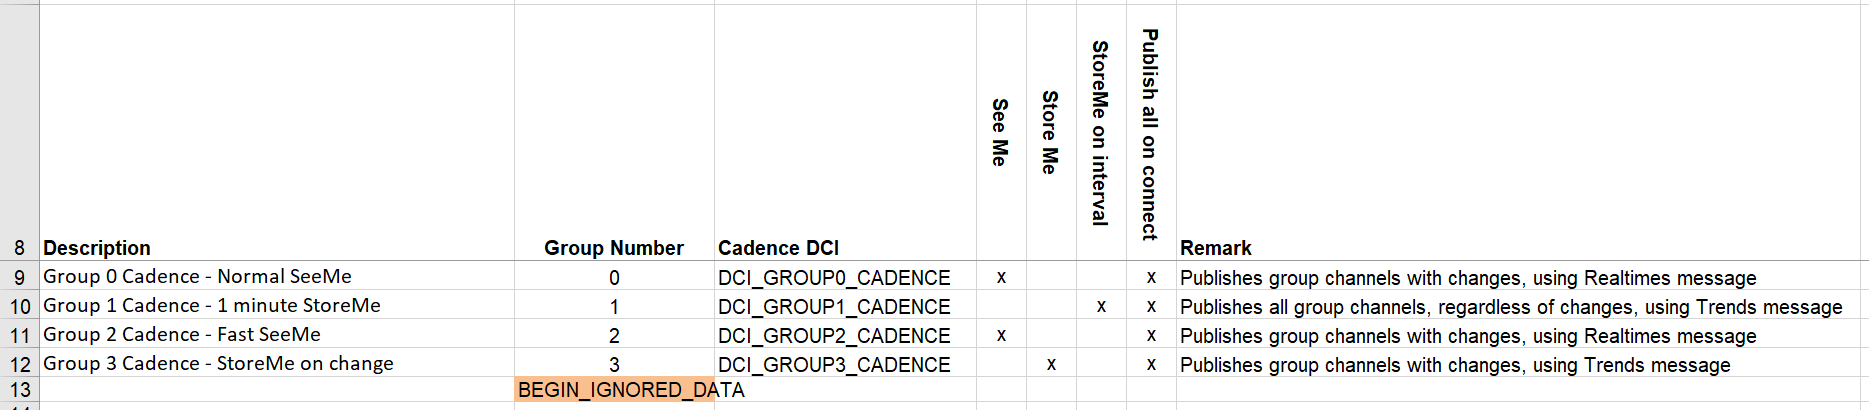 See Me
Store Me
StoreMe on interval
Publish all on connect
8 Description Group Number Cadence DCI Remark
9 Group 0 Cadence - Normal SeeMe 0 DCI_GROUP0_CADENCE x x Publishes group channels with changes, using Realtimes message
10 Group 1 Cadence - 1 minute StoreMe 1 DCI_GROUP1_CADENCE x x Publishes all group channels, regardless of changes, using Trends message
11 Group 2 Cadence - Fast SeeMe 2 DCI_GROUP2_CADENCE x x Publishes group channels with changes, using Realtimes message
12 Group 3 Cadence - StoreMe on change 3 DCI_GROUP3_CADENCE x x Publishes group channels with changes, using Trends message
13 BEGIN_IGNORED_DATA